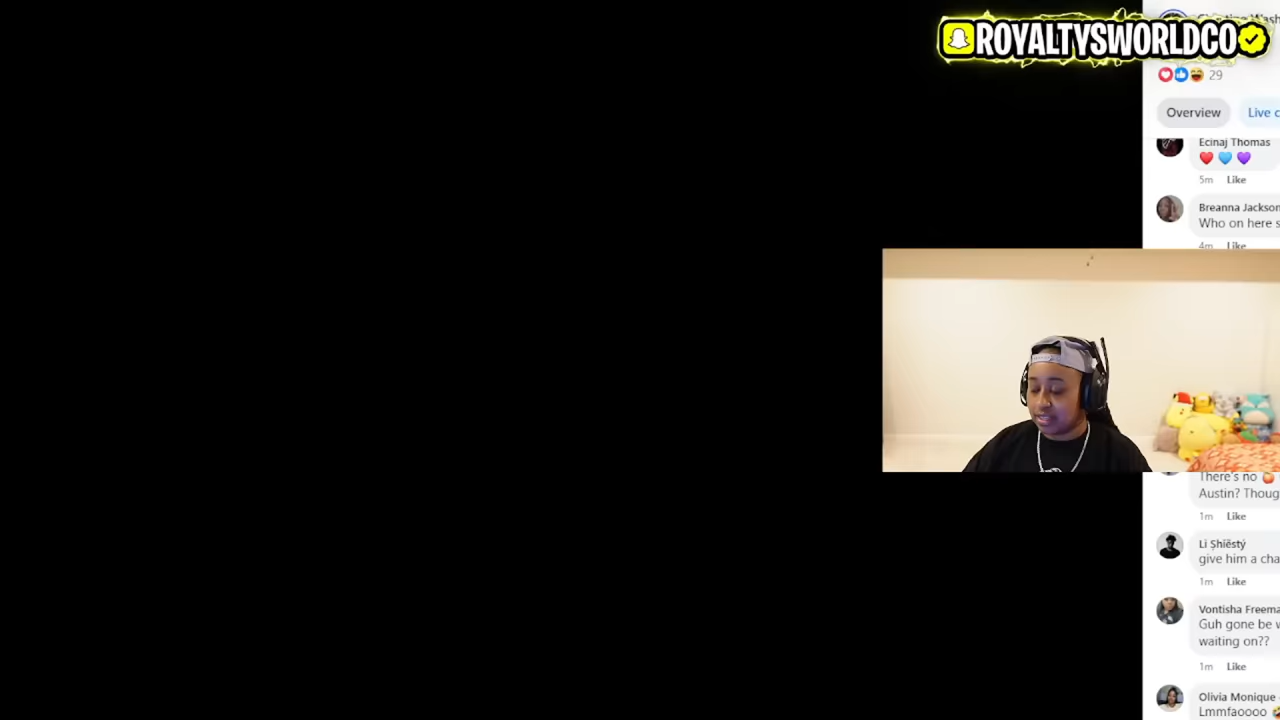 ROYALTYSWORLDCO
29
Overview
Live c
Ecinaj Thomas
❤️ 🩵 💜
5m Like
Breanna Jackson
Who on here s
4m Like
There's no 🍑
Austin? Thoug
1m Like
Li Shiēstý
give him a cha
1m Like
Vontisha Freema
Guh gone be w
waiting on??
1m Like
Olivia Monique
Lmmfaoooo